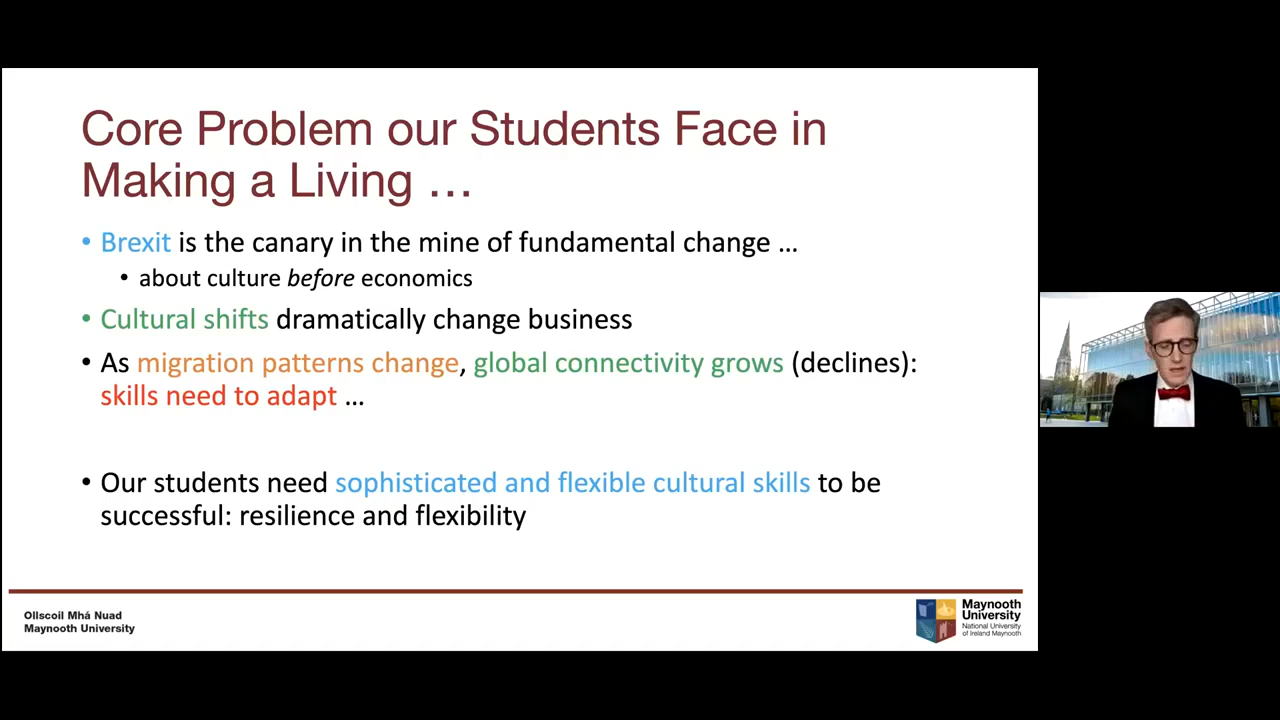 Core Problem our Students Face in
Making a Living …
• Brexit is the canary in the mine of fundamental change …
• about culture before economics
• Cultural shifts dramatically change business
• As migration patterns change, global connectivity grows (declines):
skills need to adapt …
• Our students need sophisticated and flexible cultural skills to be
successful: resilience and flexibility
Ollscoil Mhá Nuad
Maynooth University
Maynooth
University
National University
of Ireland Maynooth